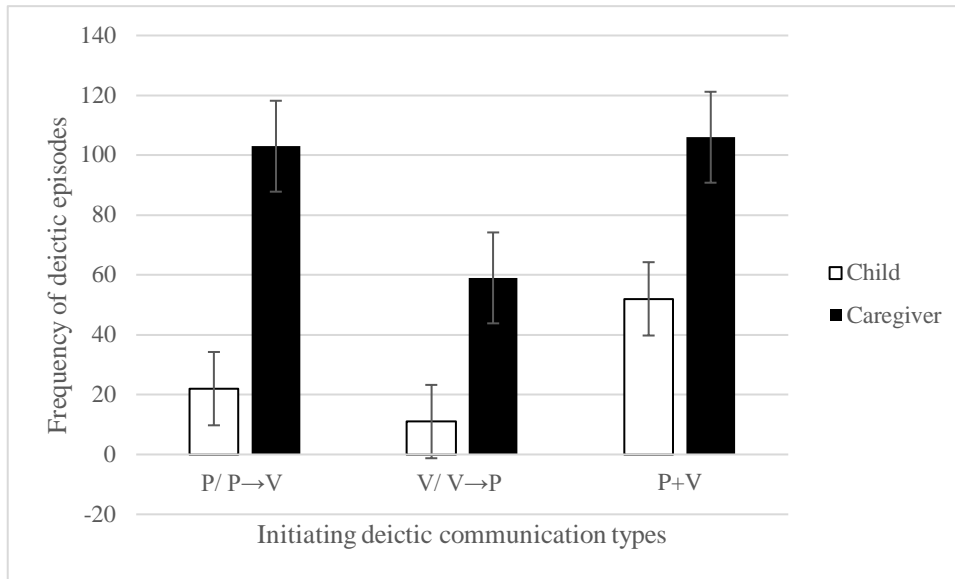 140
120
100
80
60
40
20
0
-20
Frequency of deictic episodes
P/ P→V
V/ V→P
P+V
Initiating deictic communication types
Child
Caregiver